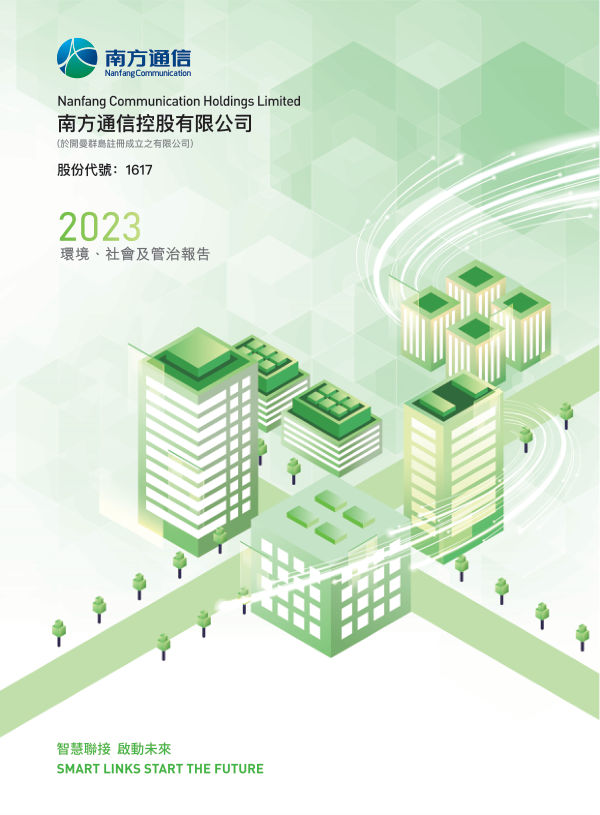 南方通信
Nanfang Communication
Nanfang Communication Holdings Limited
南方通信控股有限公司
(於開曼群島註冊成立之有限公司)
股份代號：1617
2023
環境、社會及管治報告
智慧聯接 啟動未來
SMART LINKS START THE FUTURE